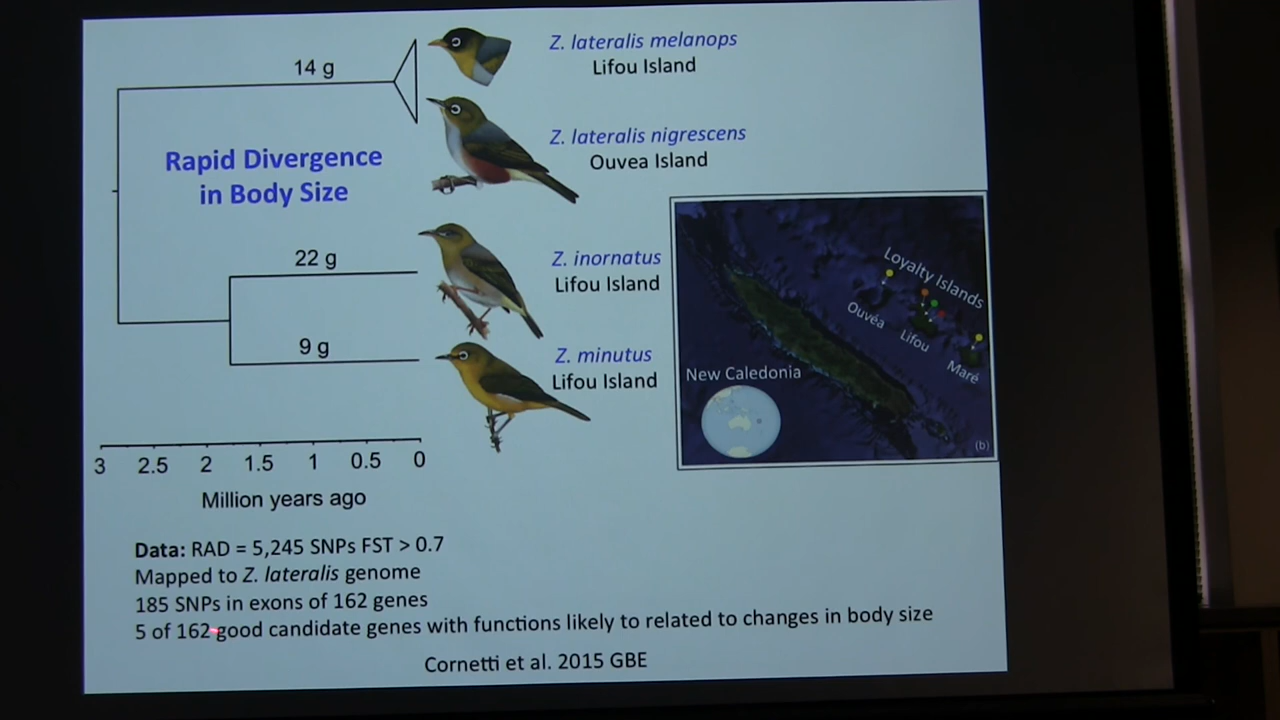 14 g
Z. lateralis melanops
Lifou Island
Rapid Divergence
in Body Size
Z. lateralis nigrescens
Ouvea Island
22 g
Z. inornatus
Lifou Island
9 g
Z. minutus
Lifou Island
Loyalty Islands
Ouvéa
Lifou
Maré
New Caledonia
(b)
3 2.5 2 1.5 1 0.5 0
Million years ago
Data: RAD = 5,245 SNPs FST > 0.7
Mapped to Z. lateralis genome
185 SNPs in exons of 162 genes
5 of 162 good candidate genes with functions likely to related to changes in body size
Cornetti et al. 2015 GBE